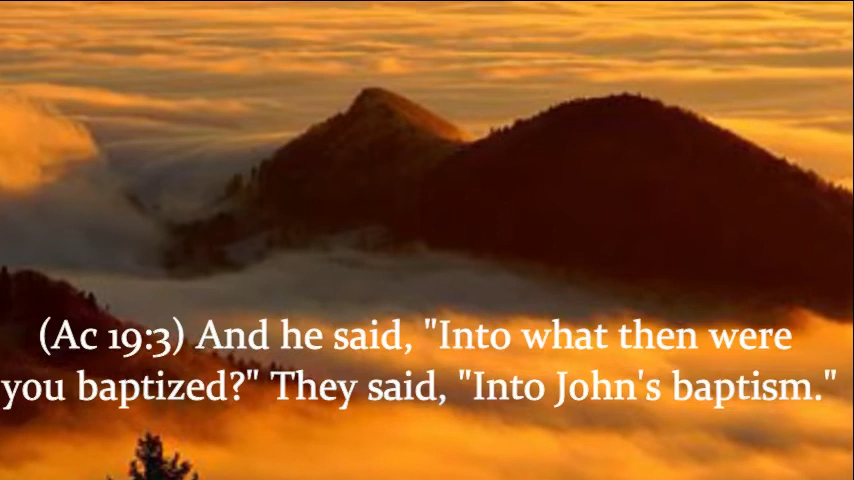 (Ac 19:3) And he said, "Into what then were
you baptized?" They said, "Into John's baptism."